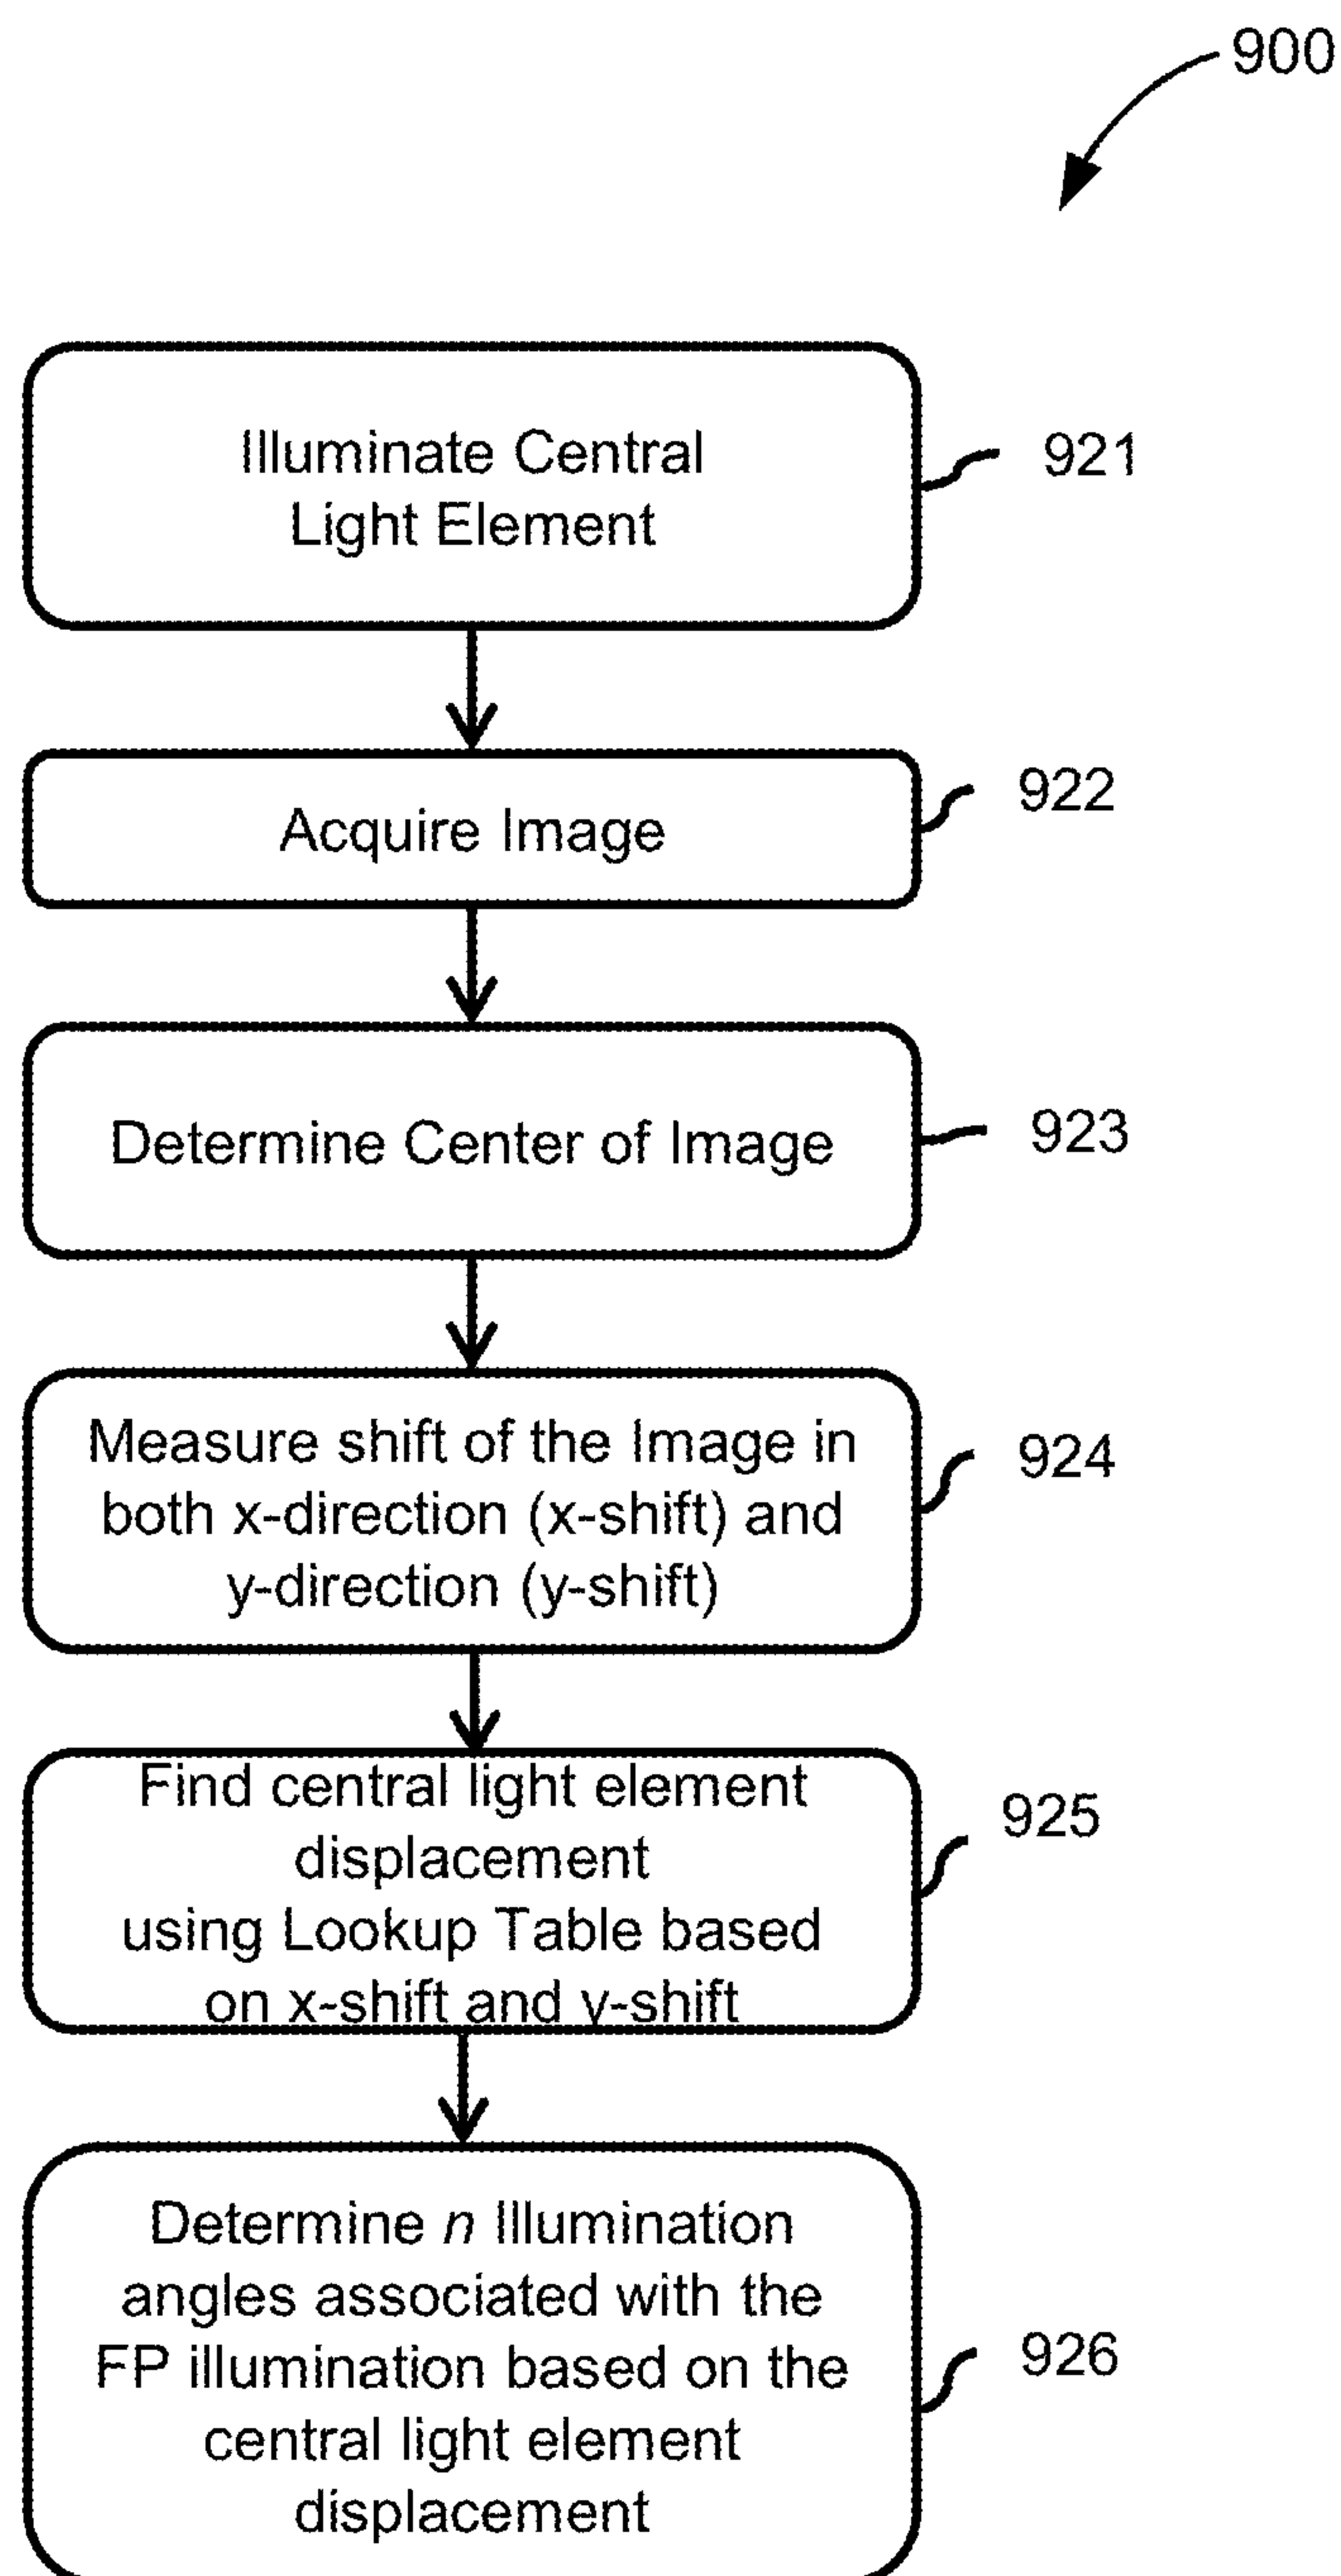 900
Illuminate Central
Light Element
921
Acquire Image
922
Determine Center of Image
923
Measure shift of the Image in
both x-direction (x-shift) and
y-direction (y-shift)
924
Find central light element
displacement
using Lookup Table based
on x-shift and y-shift
925
Determine n Illumination
angles associated with the
FP illumination based on the
central light element
displacement
926